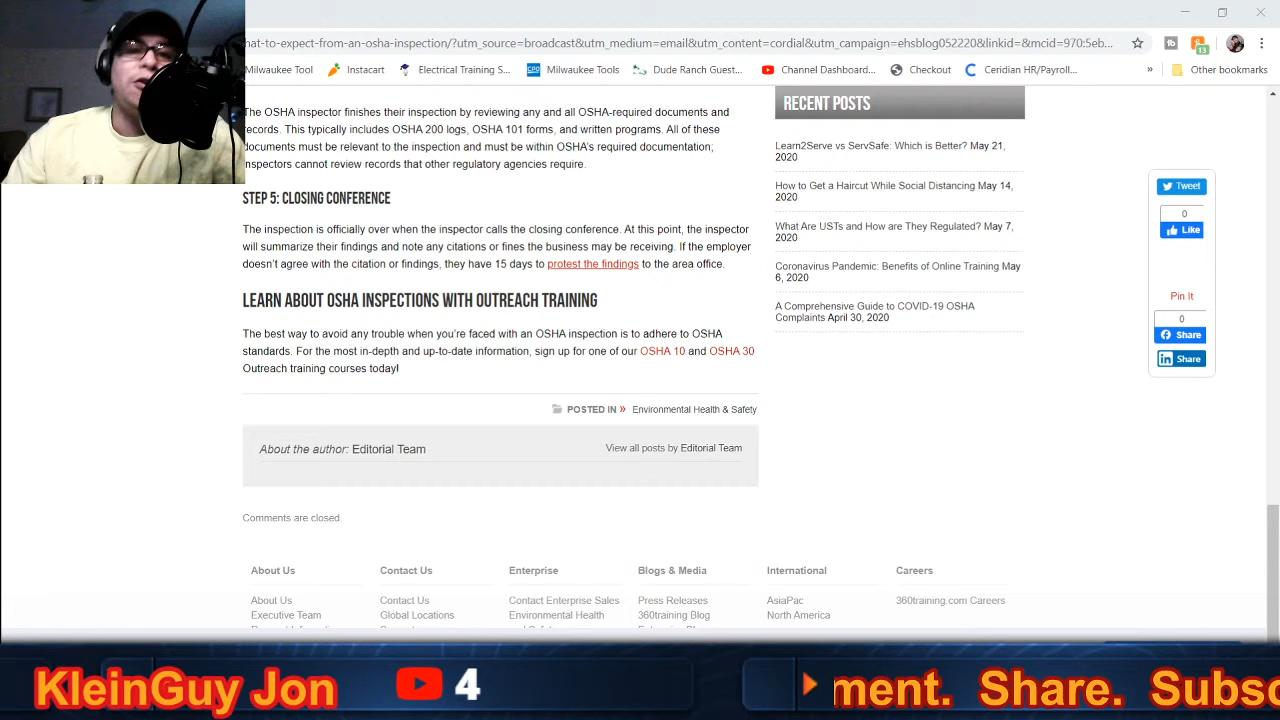 hat-to-expect-from-an-osha-inspection/?utm_source=broadcast&utm_medium=email&utm_content=cordial&utm_campaign=ehsblog052220&linkid=&mcid=970:5eb...
13
Milwaukee Tool
Instacart
Electrical Training S...
CPO
Milwaukee Tools
Dude Ranch Guest...
Channel Dashboard...
Checkout
Ceridian HR/Payroll...
»
Other bookmarks
The OSHA inspector finishes their inspection by reviewing any and all OSHA-required documents and
records. This typically includes OSHA 200 logs, OSHA 101 forms, and written programs. All of these
documents must be relevant to the inspection and must be within OSHA's required documentation;
inspectors cannot review records that other regulatory agencies require.
STEP 5: CLOSING CONFERENCE
The inspection is officially over when the inspector calls the closing conference. At this point, the inspector
will summarize their findings and note any citations or fines the business may be receiving. If the employer
doesn't agree with the citation or findings, they have 15 days to protest the findings to the area office.
LEARN ABOUT OSHA INSPECTIONS WITH OUTREACH TRAINING
The best way to avoid any trouble when you're faced with an OSHA inspection is to adhere to OSHA
standards. For the most in-depth and up-to-date information, sign up for one of our OSHA 10 and OSHA 30
Outreach training courses today!
POSTED IN » Environmental Health & Safety
About the author: Editorial Team
View all posts by Editorial Team
Comments are closed.
RECENT POSTS
Learn2Serve vs ServSafe: Which is Better? May 21,
2020
How to Get a Haircut While Social Distancing May 14,
2020
What Are USTs and How are They Regulated? May 7,
2020
Coronavirus Pandemic: Benefits of Online Training May
6, 2020
A Comprehensive Guide to COVID-19 OSHA
Complaints April 30, 2020
Tweet
0
Like
Pin It
0
Share
in Share
About Us
About Us
Executive Team
Contact Us
Contact Us
Global Locations
Enterprise
Contact Enterprise Sales
Environmental Health
Blogs & Media
Press Releases
360training Blog
International
AsiaPac
North America
Careers
360training.com Careers
KleinGuy Jon
4
ment. Share. Subsc